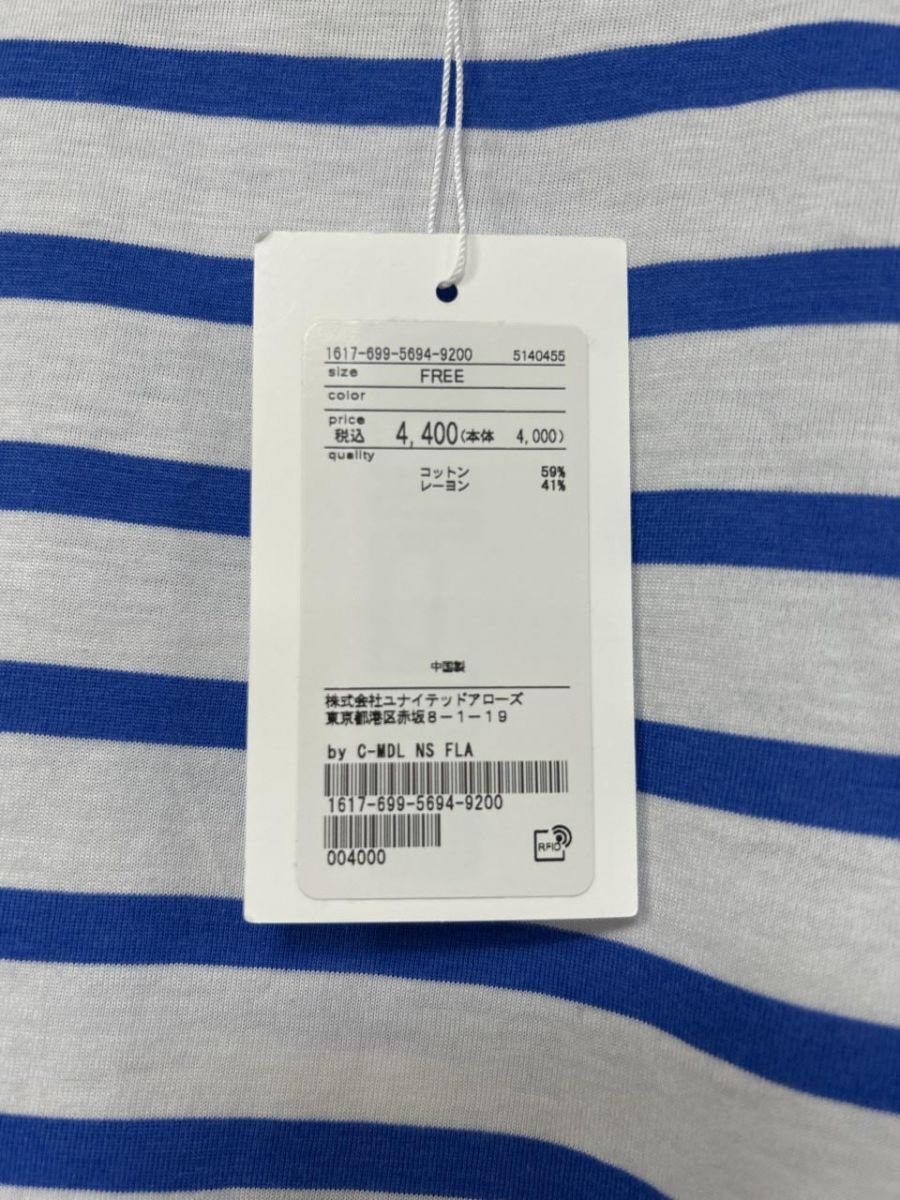 1617-699-5694-9200 5140455
size FREE
color
price
税込 4,400(本体 4,000)
quality
コットン 59%
レーヨン 41%
中国製
株式会社ユナイテッドアローズ
東京都港区赤坂8-1-19
by C-MDL NS FLA
1617-699-5694-9200
004000
RFID